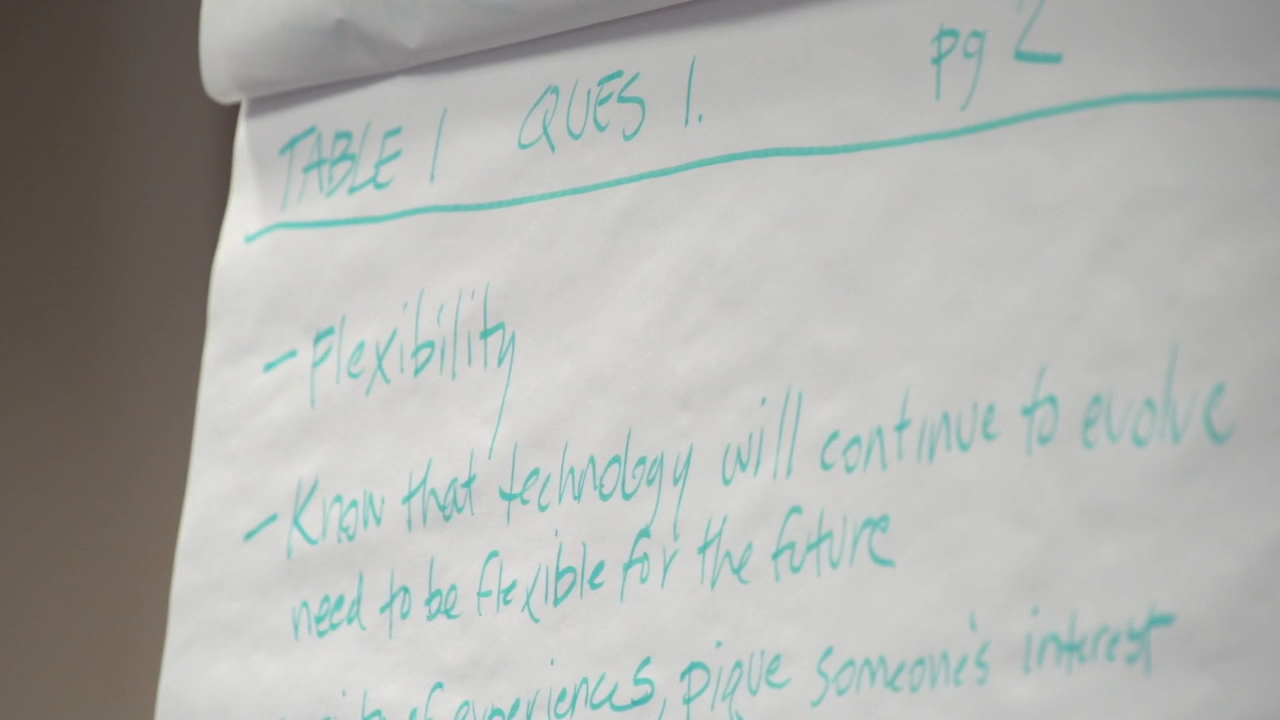 TABLE 1 QUES 1. pg 2
- Flexibility
- Know that technology will continue to evolve
need to be flexible for the future
of experiences, pique someone's interest